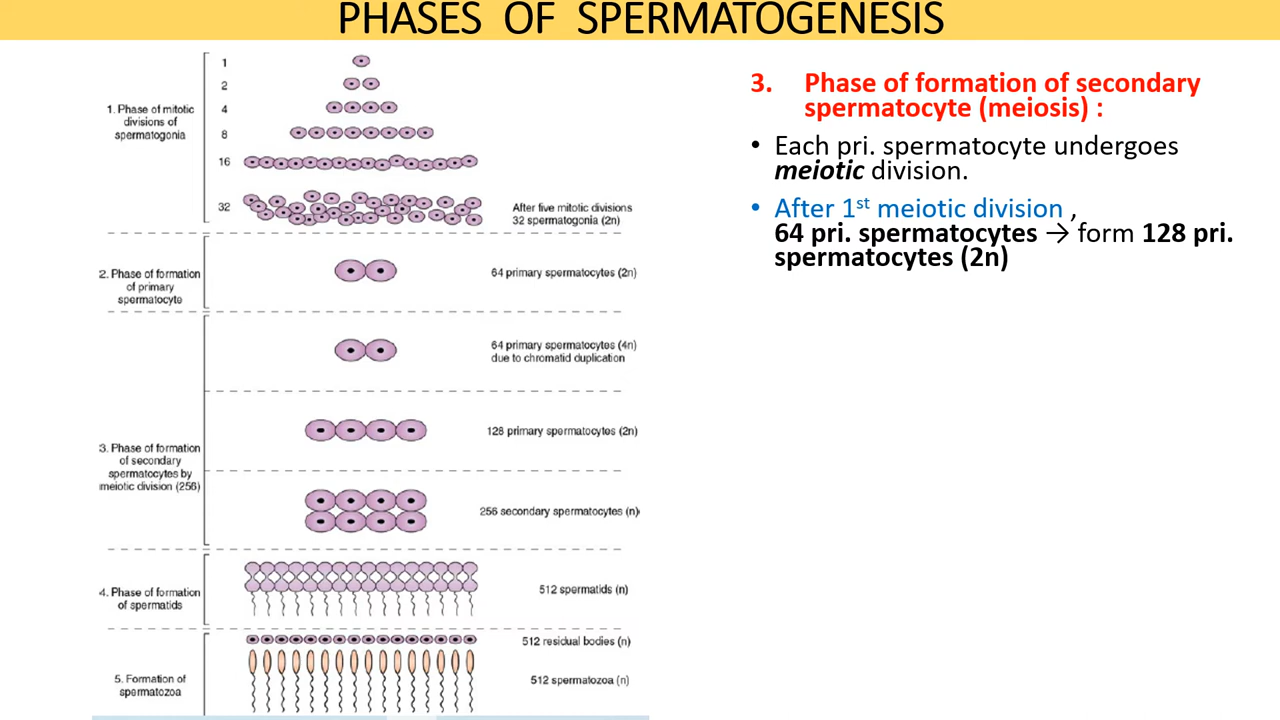 PHASES OF SPERMATOGENESIS
1
2
4
8
16
32
1. Phase of mitotic
divisions of
spermatogonia
After five mitotic divisions
32 spermatogonia (2n)
2. Phase of formation
of primary
spermatocyte
64 primary spermatocytes (2n)
64 primary spermatocytes (4n)
due to chromatid duplication
128 primary spermatocytes (2n)
3. Phase of formation
of secondary
spermatocytes by
meiotic division (256)
256 secondary spermatocytes (n)
4. Phase of formation
of spermatids
512 spermatids (n)
512 residual bodies (n)
5. Formation of
spermatozoa
512 spermatozoa (n)
3. Phase of formation of secondary
spermatocyte (meiosis) :
• Each pri. spermatocyte undergoes
meiotic division.
• After 1st meiotic division ,
64 pri. spermatocytes → form 128 pri.
spermatocytes (2n)